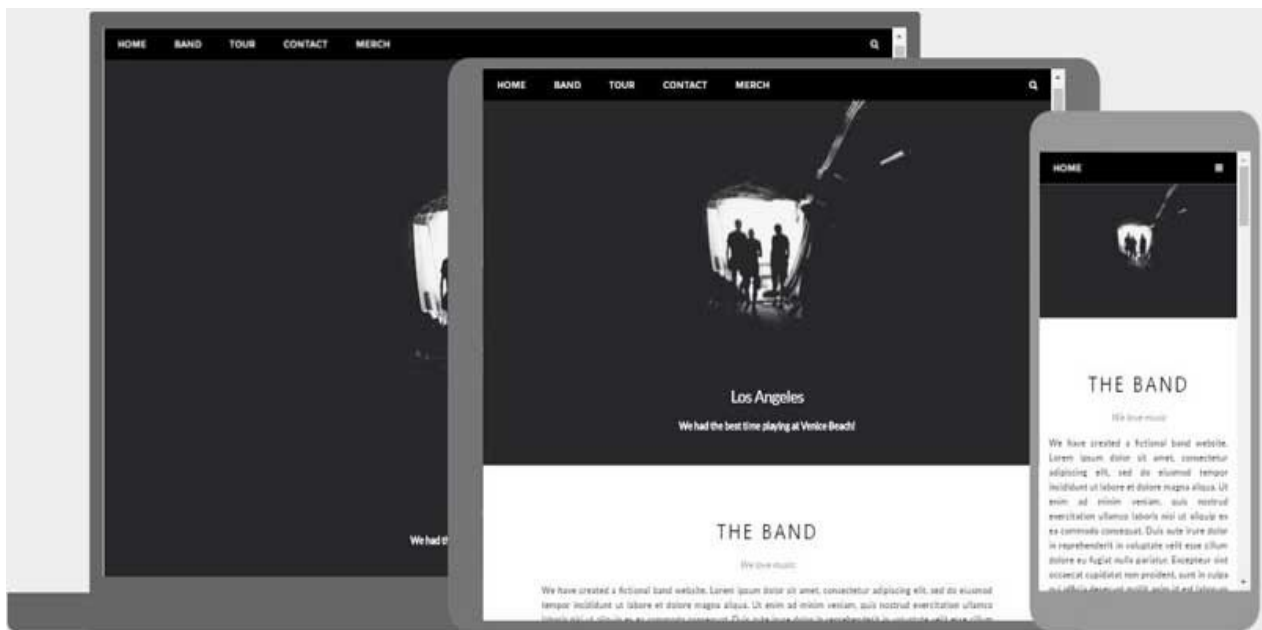 HOME BAND TOUR CONTACT MERCH
We had t
HOME BAND TOUR CONTACT MERCH
Los Angeles
We had the best time playing at Venice Beach!
THE BAND
We love music
We have created a fictional band website. Lorem ipsum dolor sit amet, consectetur adipiscing elit, sed do eiusmod
tempor incididunt ut labore et dolore magna aliqua. Ut enim ad minim veniam, quis nostrud exercitation ullamco
HOME
THE BAND
We love music
We have created a fictional band website.
Lorem ipsum dolor sit amet, consectetur
adipiscing elit, sed do eiusmod tempor
incididunt ut labore et dolore magna aliqua. Ut
enim ad minim veniam, quis nostrud
exercitation ullamco laboris nisi ut aliquip ex
ea commodo consequat. Duis aute irure dolor
in reprehenderit in voluptate velit esse cillum
dolore eu fugiat nulla pariatur. Excepteur sint
occaecat cupidatat non proident, sunt in culpa